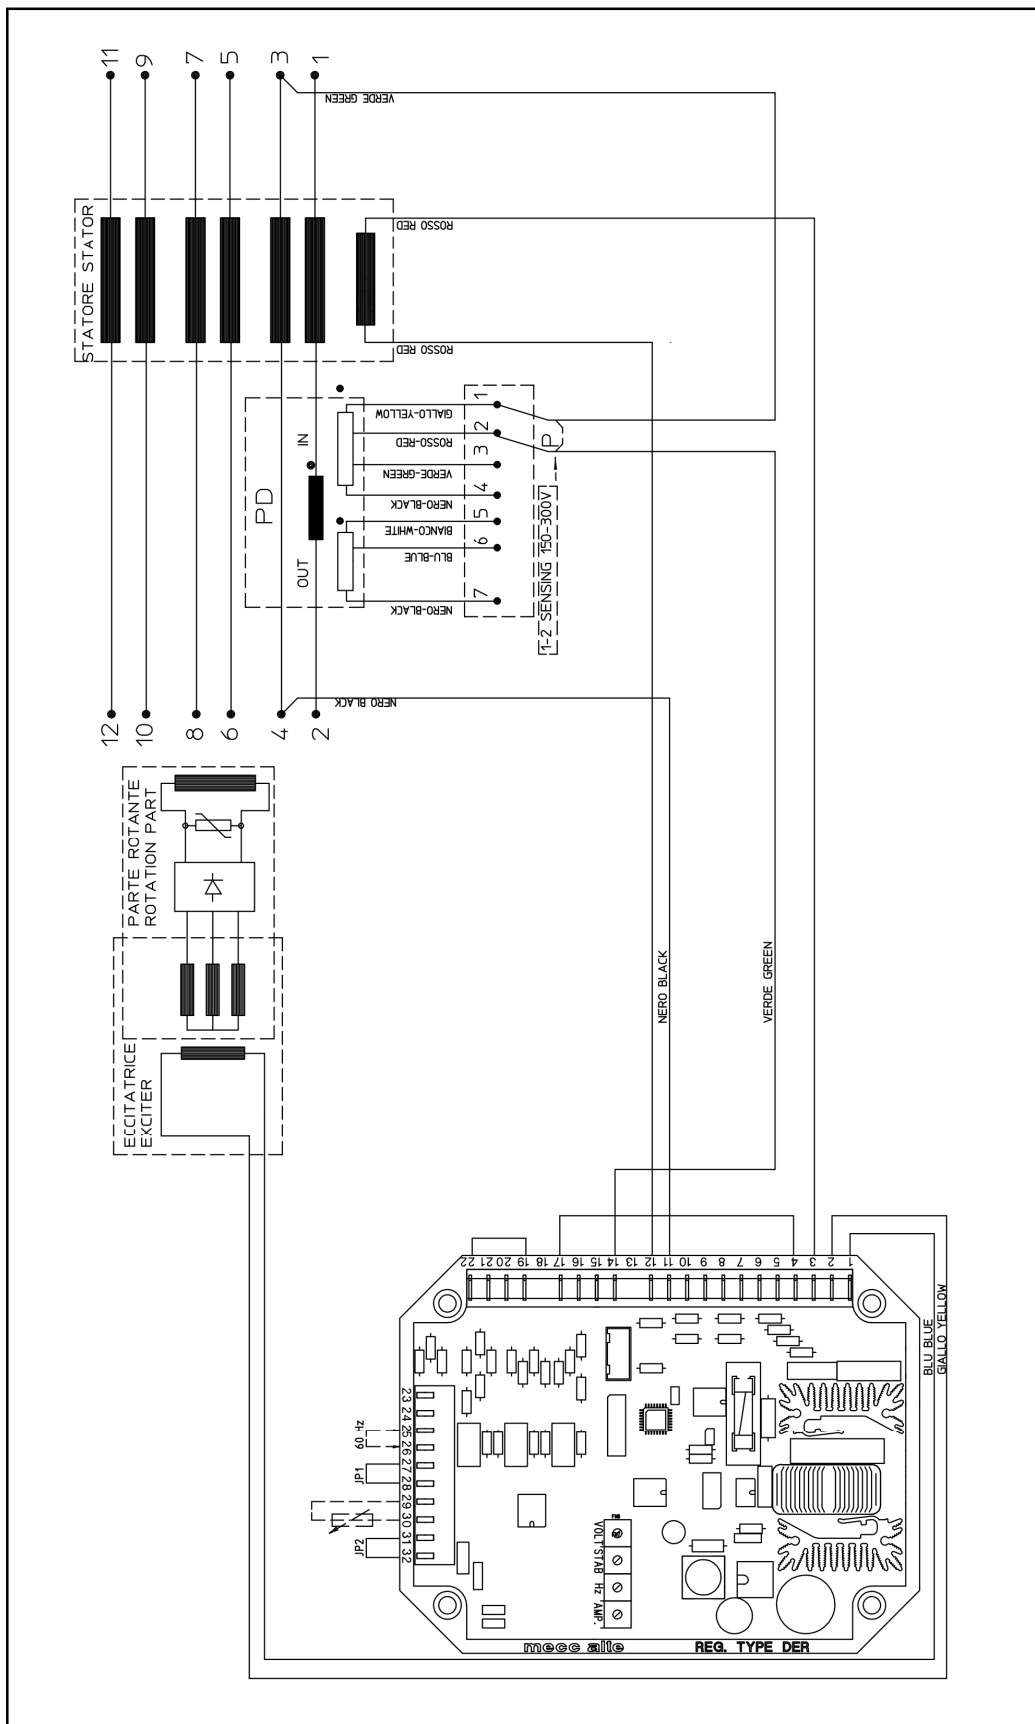 11
9
7
5
3
1
VERDE GREEN
STATORE STATOR
ROSSO RED
ROSSO RED
PD
IN
OUT
GIALLO-YELLOW
ROSSO-RED
VERDE-GREEN
NERO-BLACK
BIANCO-WHITE
BLU-BLUE
NERO-BLACK
1
2
3
4
5
6
7
P
1-2 SENSING 150-300V
NERO BLACK
12
10
8
6
4
2
PARTE ROTANTE
ROTATION PART
ECCITATRICE
EXCITER
NERO BLACK
VERDE GREEN
22
21
20
19
18
17
16
15
14
13
12
11
10
9
8
7
6
5
4
3
2
1
BLU BLUE
GIALLO YELLOW
23
24
25
26
27
28
29
30
31
32
60 Hz
JP1
JP2
VOLT
STAB
Hz
AMP.
mecc alte
REG. TYPE DER